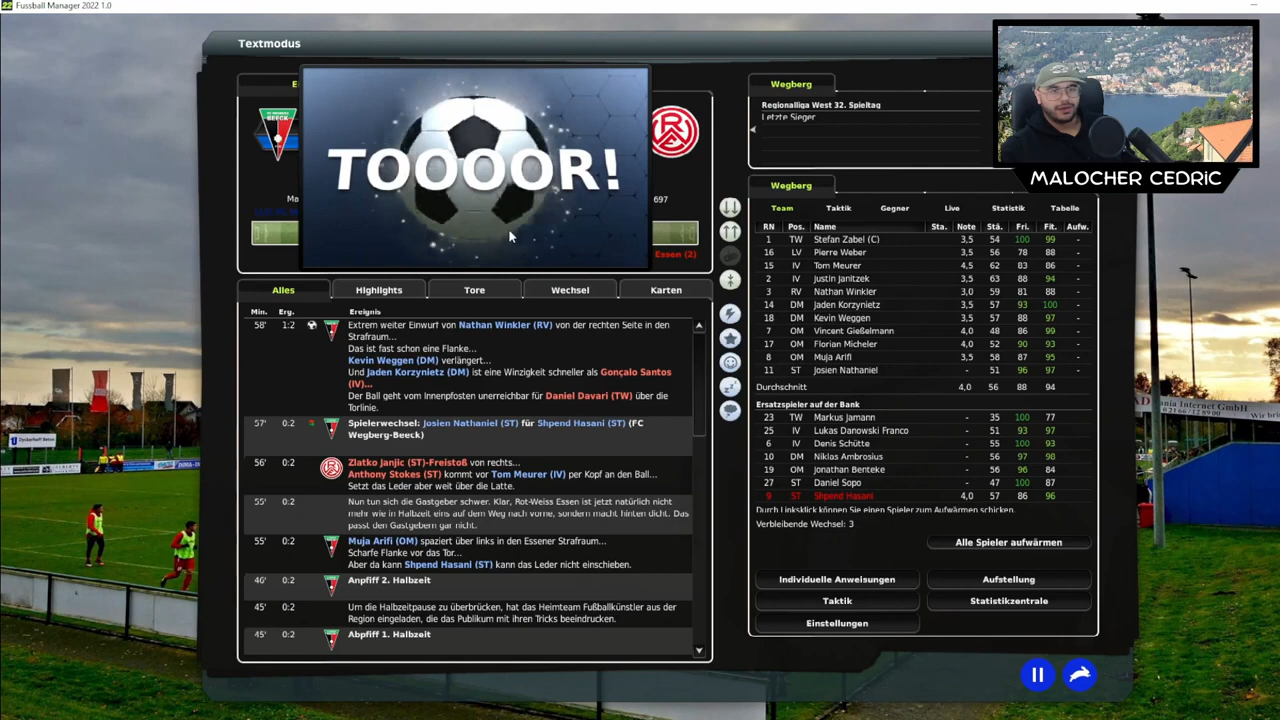 22 Fussball Manager 2022 1.0
Textmodus
BEECK
TOOOOR!
697
Essen (2)
Alles Highlights Tore Wechsel Karten
Min. Erg. Ereignis
58' 1:2 Extrem weiter Einwurf von Nathan Winkler (RV) von der rechten Seite in den
Strafraum...
Das ist fast schon eine Flanke...
Kevin Weggen (DM) verlängert...
Und Jaden Korzynietz (DM) ist eine Winzigkeit schneller als Gonçalo Santos
(IV)...
Der Ball geht vom Innenpfosten unerreichbar für Daniel Davari (TW) über die
Torlinie.
57' 0:2 Spielerwechsel: Josien Nathaniel (ST) für Shpend Hasani (ST) (FC
Wegberg-Beeck)
56' 0:2 Zlatko Janjic (ST)-Freistoß von rechts...
Anthony Stokes (ST) kommt vor Tom Meurer (IV) per Kopf an den Ball...
Setzt das Leder aber weit über die Latte.
55' 0:2 Nun tun sich die Gastgeber schwer. Klar, Rot-Weiss Essen ist jetzt natürlich nicht
mehr wie in Halbzeit eins auf dem Weg nach vorne, sondern macht hinten dicht. Das
passt den Gastgebern gar nicht.
55' 0:2 Muja Arifi (OM) spaziert über links in den Essener Strafraum...
Scharfe Flanke vor das Tor...
Aber da kann Shpend Hasani (ST) kann das Leder nicht einschieben.
46' 0:2 Anpfiff 2. Halbzeit
45' 0:2 Um die Halbzeitpause zu überbrücken, hat das Heimteam Fußballkünstler aus der
Region eingeladen, die das Publikum mit ihren Tricks beeindrucken.
45' 0:2 Abpfiff 1. Halbzeit
Wegberg
Regionalliga West 32. Spieltag
Letzte Sieger
MALOCHER CEDRIC
Wegberg
Team Taktik Gegner Live Statistik Tabelle
RN Pos. Name Sta. Note Stä. Fri. Fit. Aufw.
1 TW Stefan Zabel (C) 3,5 54 100 99 -
16 LV Pierre Weber 3,5 56 78 88 -
15 IV Tom Meurer 4,5 62 83 86 -
2 IV Justin Janitzek 3,5 63 88 94 -
3 RV Nathan Winkler 3,0 59 81 88 -
14 DM Jaden Korzynietz 3,5 57 93 100 -
18 DM Kevin Weggen 3,5 57 88 97 -
7 OM Vincent Gießelmann 4,0 48 86 99 -
17 OM Florian Micheler - 52 90 93 -
8 OM Muja Arifi 3,5 58 87 95 -
11 ST Josien Nathaniel - 51 96 97 -
Durchschnitt 4,0 56 88 94
Ersatzspieler auf der Bank
23 TW Markus Jamann - 35 100 77 -
25 IV Lukas Danowski Franco - 51 93 97 -
6 IV Denis Schütte - 55 100 93 -
10 DM Niklas Ambrosius - 56 97 98 -
19 OM Jonathan Benteke - 56 96 84 -
27 ST Daniel Sopo - 47 100 87 -
9 ST Shpend Hasani 4,0 57 86 96 -
Durch Linksklick können Sie einen Spieler zum Aufwärmen schicken.
Verbleibende Wechsel: 3
Alle Spieler aufwärmen
Individuelle Anweisungen Aufstellung
Taktik Statistikzentrale
Einstellungen